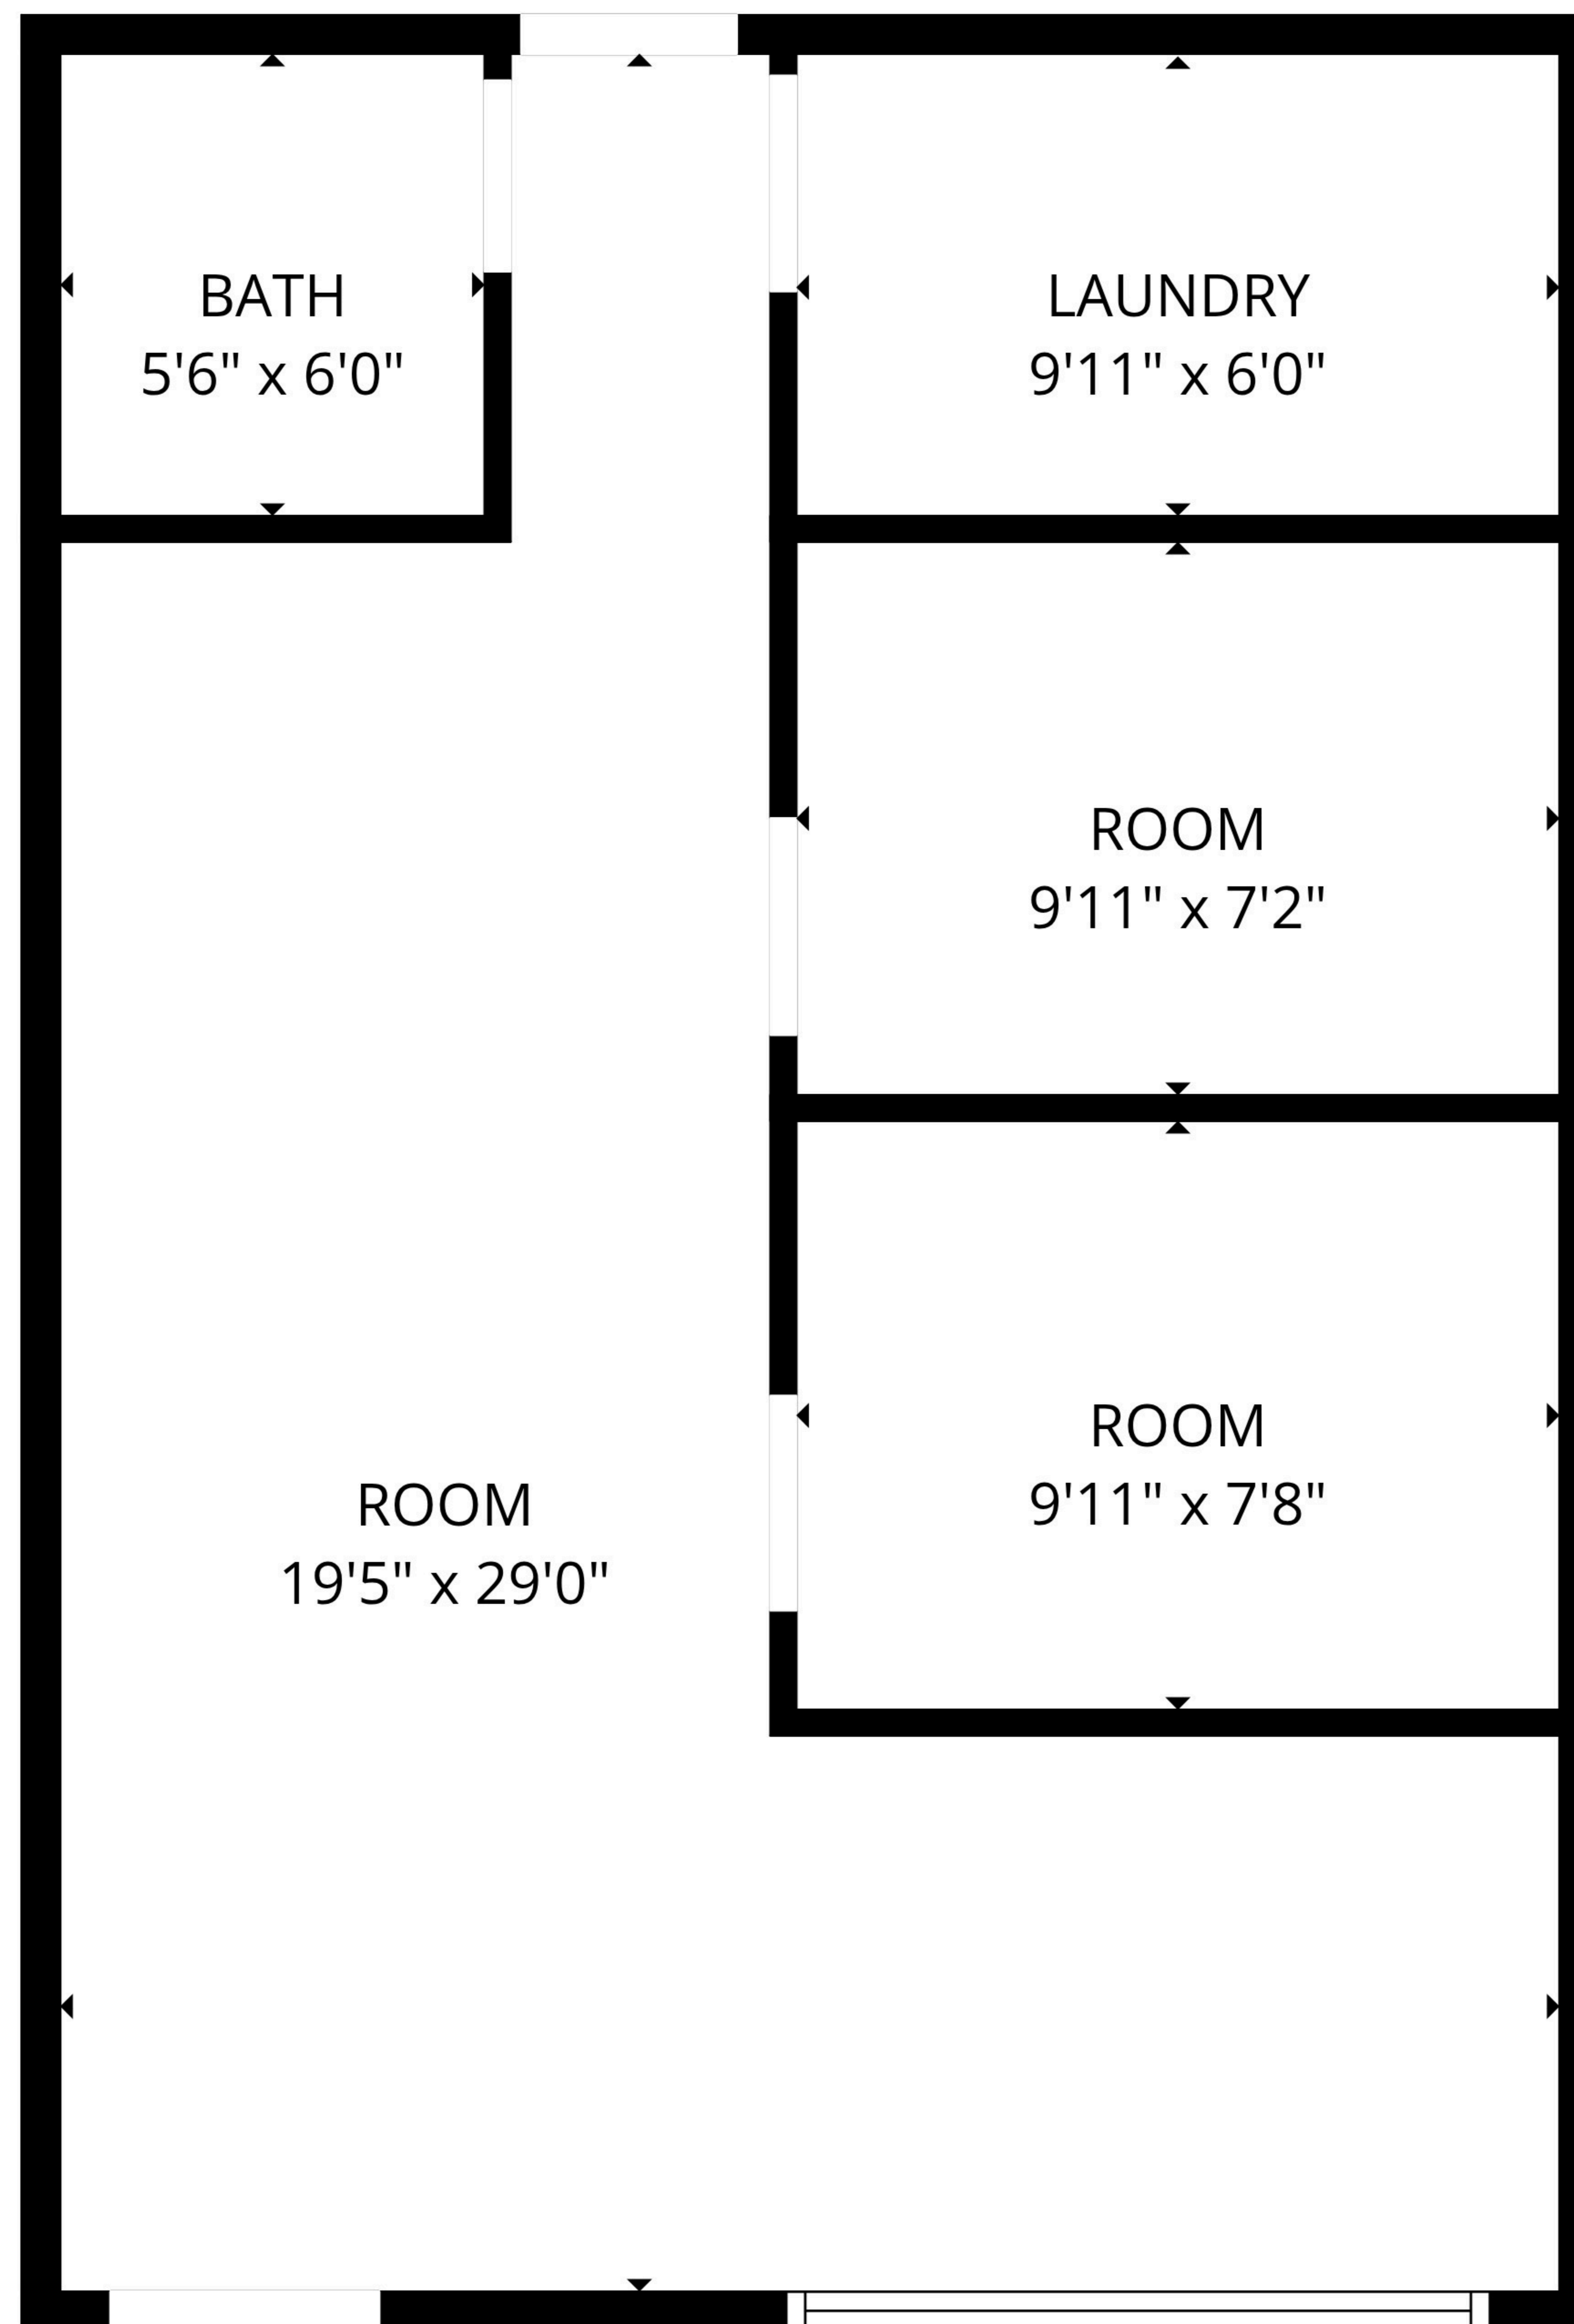 BATH
5'6" x 6'0"
LAUNDRY
9'11" x 6'0"
ROOM
9'11" x 7'2"
ROOM
9'11" x 7'8"
ROOM
19'5" x 29'0"